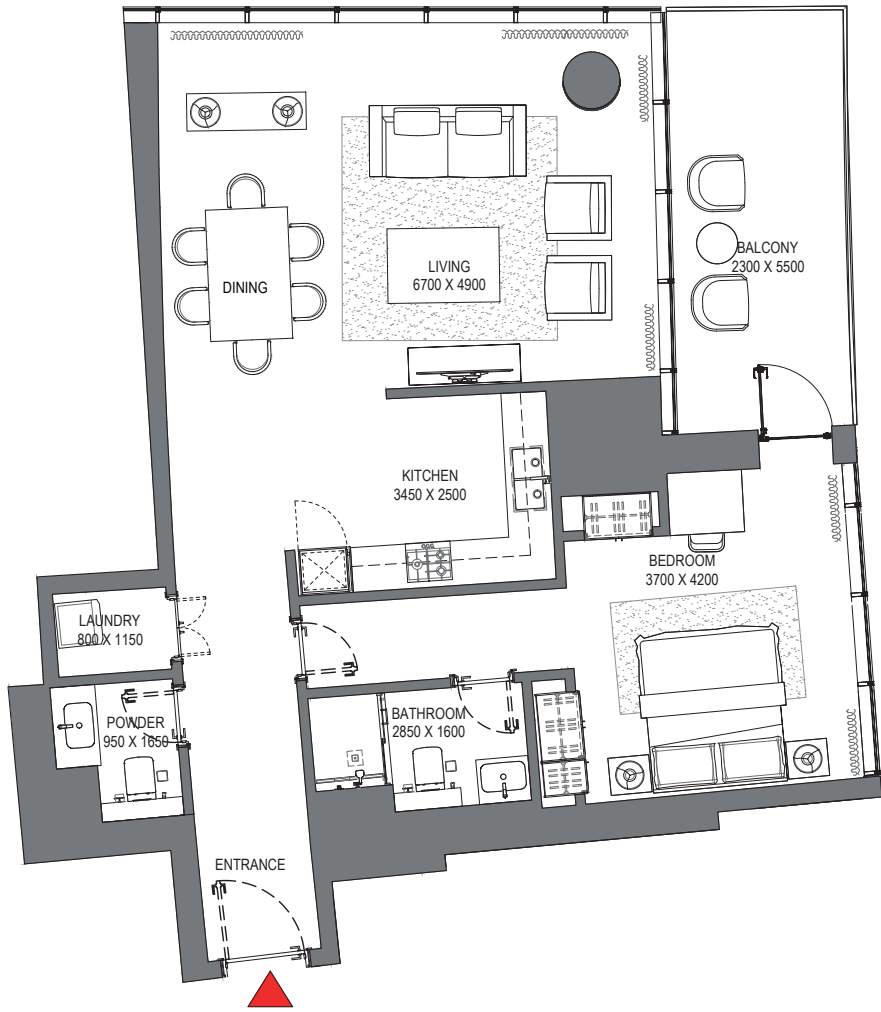 BALCONY
2300 X 5500
LIVING
6700 X 4900
DINING
KITCHEN
3450 X 2500
BEDROOM
3700 X 4200
LAUNDRY
800 X 1150
POWDER
950 X 1650
BATHROOM
2850 X 1600
ENTRANCE